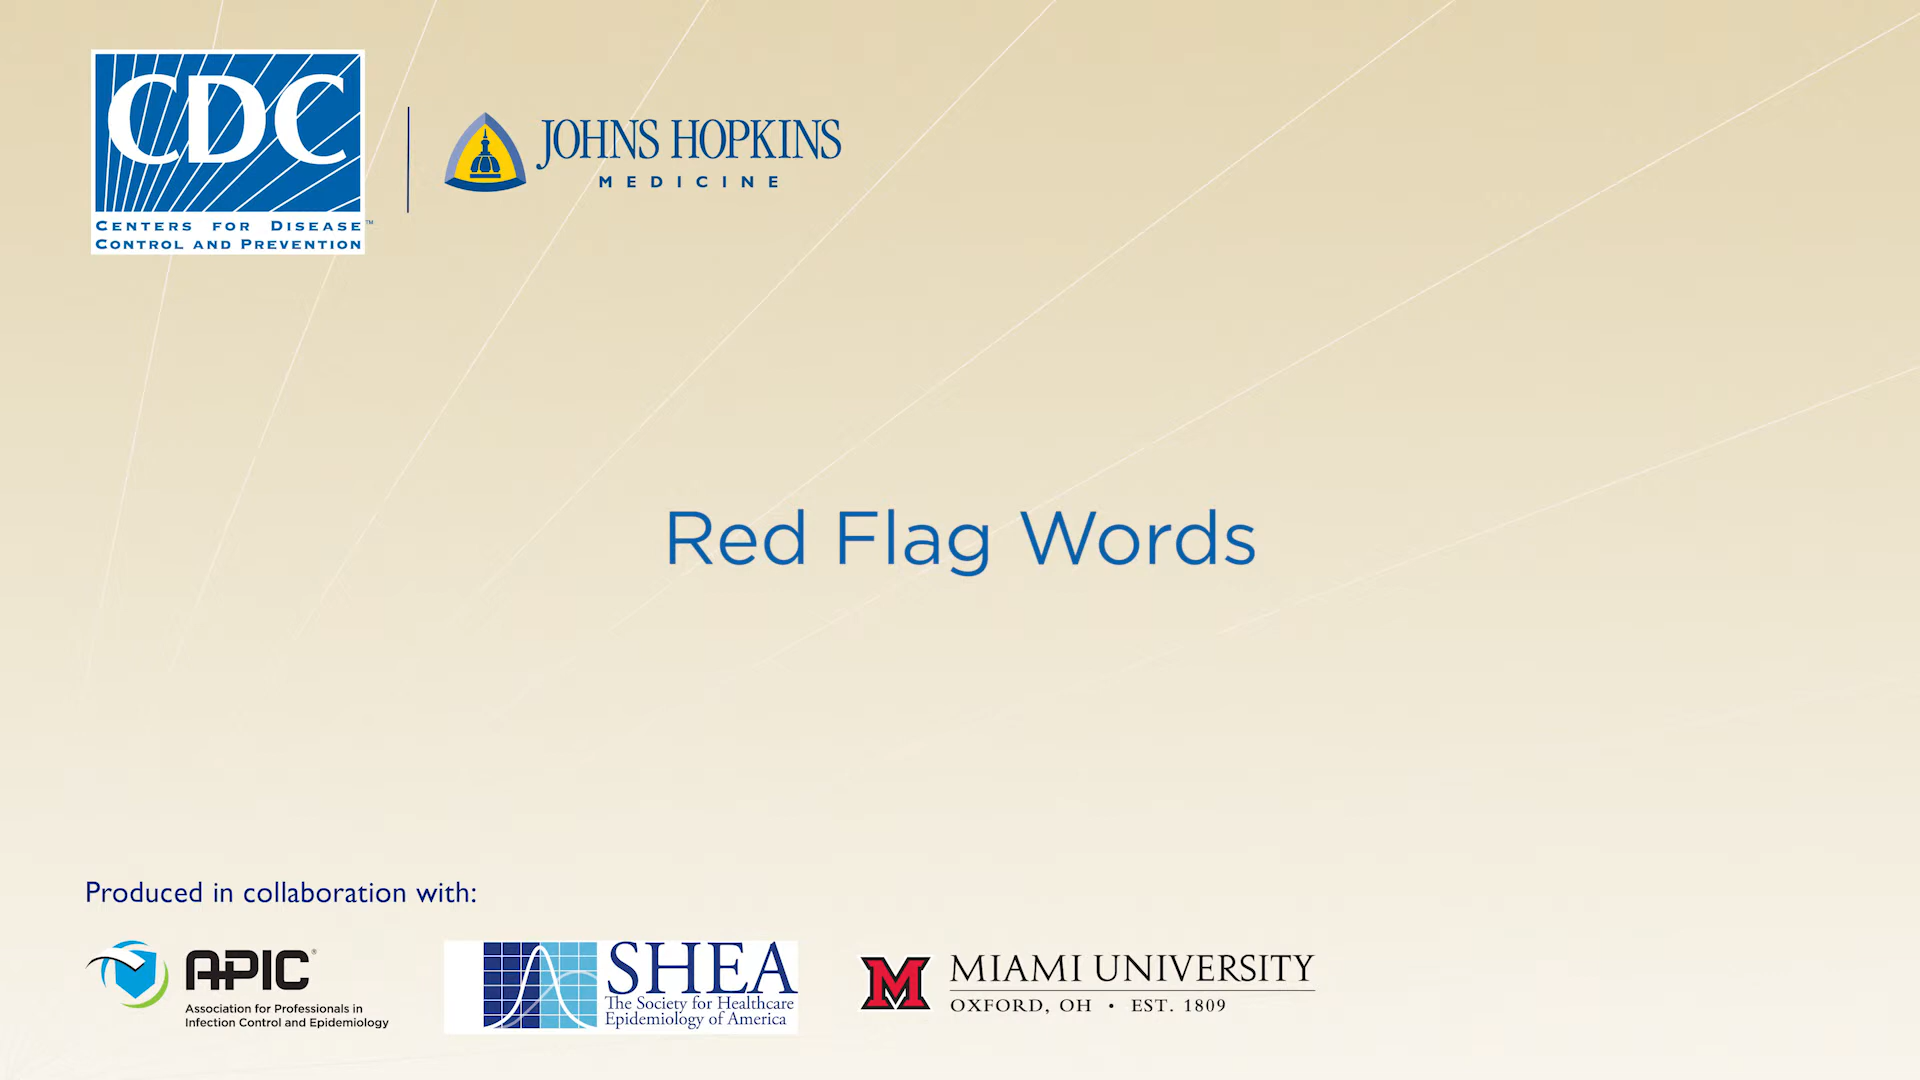 CDC
CENTERS FOR DISEASE™
CONTROL AND PREVENTION
JOHNS HOPKINS
MEDICINE
Red Flag Words
Produced in collaboration with:
APIC®
Association for Professionals in
Infection Control and Epidemiology
SHEA
The Society for Healthcare
Epidemiology of America
M
MIAMI UNIVERSITY
OXFORD, OH • EST. 1809